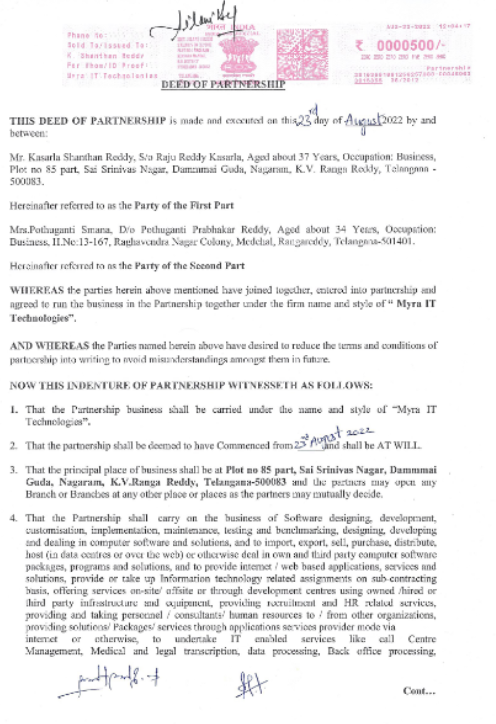 Phone No:
Sold To/Issued To:
K Shanthan Reddy
For Whom/ID Proof:
Myra IT Technologies
INDIA
₹ 0000500/-
DEED OF PARTNERSHIP
THIS DEED OF PARTNERSHIP is made and executed on this 23rd day of August 2022 by and
between:
Mr. Kasarla Shanthan Reddy, S/o Raju Reddy Kasarla, Aged about 37 Years, Occupation: Business,
Plot no 85 part, Sai Srinivas Nagar, Dammmai Guda, Nagaram, K.V. Ranga Reddy, Telangana -
500083.
Hereinafter referred to as the Party of the First Part
Mrs.Pothuganti Smana, D/o Pothuganti Prabhakar Reddy, Aged about 34 Years, Occupation:
Business, H.No:13-167, Raghavendra Nagar Colony, Medchal, Rangareddy, Telangana-501401.
Hereinafter referred to as the Party of the Second Part
WHEREAS the parties herein above mentioned have joined together, entered into partnership and
agreed to run the business in the Partnership together under the firm name and style of " Myra IT
Technologies".
AND WHEREAS the Parties named herein above have desired to reduce the terms and conditions of
partnership into writing to avoid misunderstandings amongst them in future.
NOW THIS INDENTURE OF PARTNERSHIP WITNESSETH AS FOLLOWS:
1. That the Partnership business shall be carried under the name and style of "Myra IT
Technologies".
2. That the partnership shall be deemed to have Commenced from 23rd August 2022 and shall be AT WILL.
3. That the principal place of business shall be at Plot no 85 part, Sai Srinivas Nagar, Dammmai
Guda, Nagaram, K.V.Ranga Reddy, Telangana-500083 and the partners may open any
Branch or Branches at any other place or places as the partners may mutually decide.
4. That the Partnership shall carry on the business of Software designing, development,
customisation, implementation, maintenance, testing and benchmarking, designing, developing
and dealing in computer software and solutions, and to import, export, sell, purchase, distribute,
host (in data centres or over the web) or otherwise deal in own and third party computer software
packages, programs and solutions, and to provide internet / web based applications, services and
solutions, provide or take up Information technology related assignments on sub-contracting
basis, offering services on-site/ offsite or through development centres using owned /hired or
third party infrastructure and equipment, providing recruitment and HR related services,
providing and taking personnel / consultants/ human resources to / from other organizations,
providing solutions/ Packages/ services through applications services provider mode via
internet or otherwise, to undertake IT enabled services like call Centre
Management, Medical and legal transcription, data processing, Back office processing,
Cont...